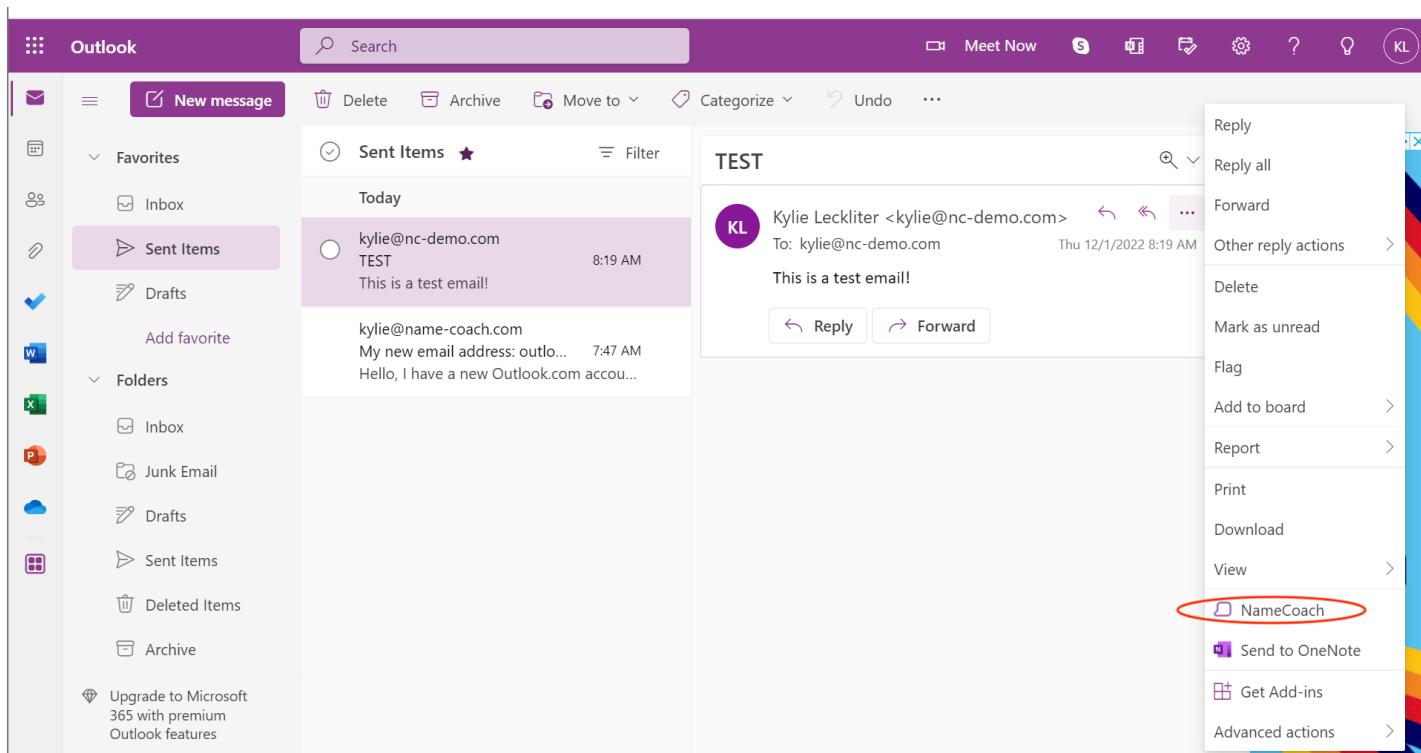 Outlook
Search
Meet Now
KL
New message
Delete
Archive
Move to
Categorize
Undo
Favorites
Inbox
Sent Items
Drafts
Add favorite
Folders
Inbox
Junk Email
Drafts
Sent Items
Deleted Items
Archive
Upgrade to Microsoft
365 with premium
Outlook features
Sent Items
Filter
Today
kylie@nc-demo.com
TEST 8:19 AM
This is a test email!
kylie@name-coach.com
My new email address: outlo... 7:47 AM
Hello, I have a new Outlook.com accou...
TEST
KL
Kylie Leckliter <kylie@nc-demo.com>
To: kylie@nc-demo.com Thu 12/1/2022 8:19 AM
This is a test email!
Reply Forward
Reply
Reply all
Forward
Other reply actions
Delete
Mark as unread
Flag
Add to board
Report
Print
Download
View
NameCoach
Send to OneNote
Get Add-ins
Advanced actions